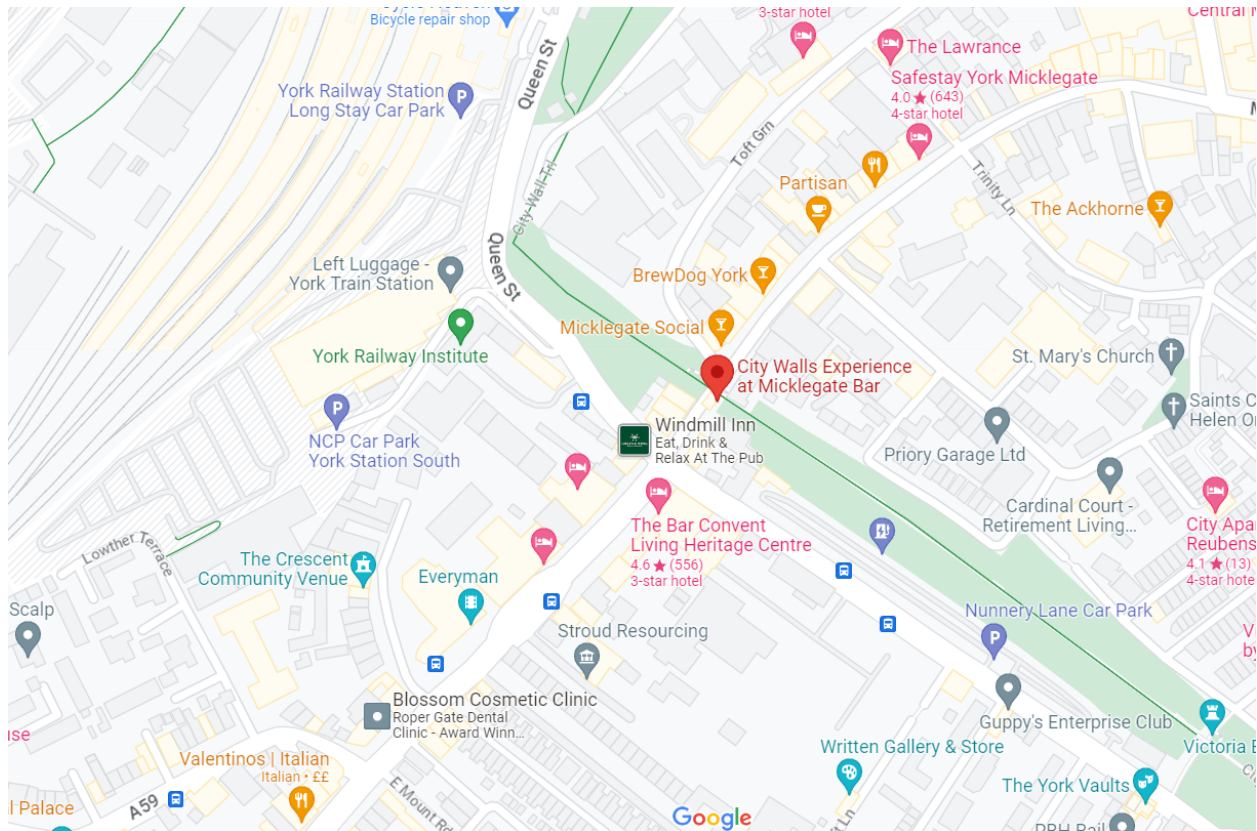 Bicycle repair shop
3-star hotel
Central
The Lawrance
Queen St
York Railway Station
Long Stay Car Park
P
Safestay York Micklegate
4.0 ★ (643)
4-star hotel
Toft Grn
Trinity Ln
Partisan
City Wall Trl
The Ackhorne
Queen St
Left Luggage -
York Train Station
BrewDog York
Micklegate Social
York Railway Institute
City Walls Experience
at Micklegate Bar
St. Mary's Church
P
NCP Car Park
York Station South
Windmill Inn
Eat, Drink &
Relax At The Pub
Saints
Helen
Priory Garage Ltd
Cardinal Court -
Retirement Living...
The Bar Convent
Living Heritage Centre
4.6 ★ (556)
3-star hotel
City
Reubens
4.1 ★ (13)
4-star hotel
Lowther Terrace
The Crescent
Community Venue
Everyman
Scalp
Nunnery Lane Car Park
P
Stroud Resourcing
Blossom Cosmetic Clinic
Roper Gate Dental
Clinic - Award Winn...
Guppy's Enterprise Club
Written Gallery & Store
Victoria
Valentinos | Italian
Italian • ££
The York Vaults
A59
Palace
E Mount Rd
Ln
Google